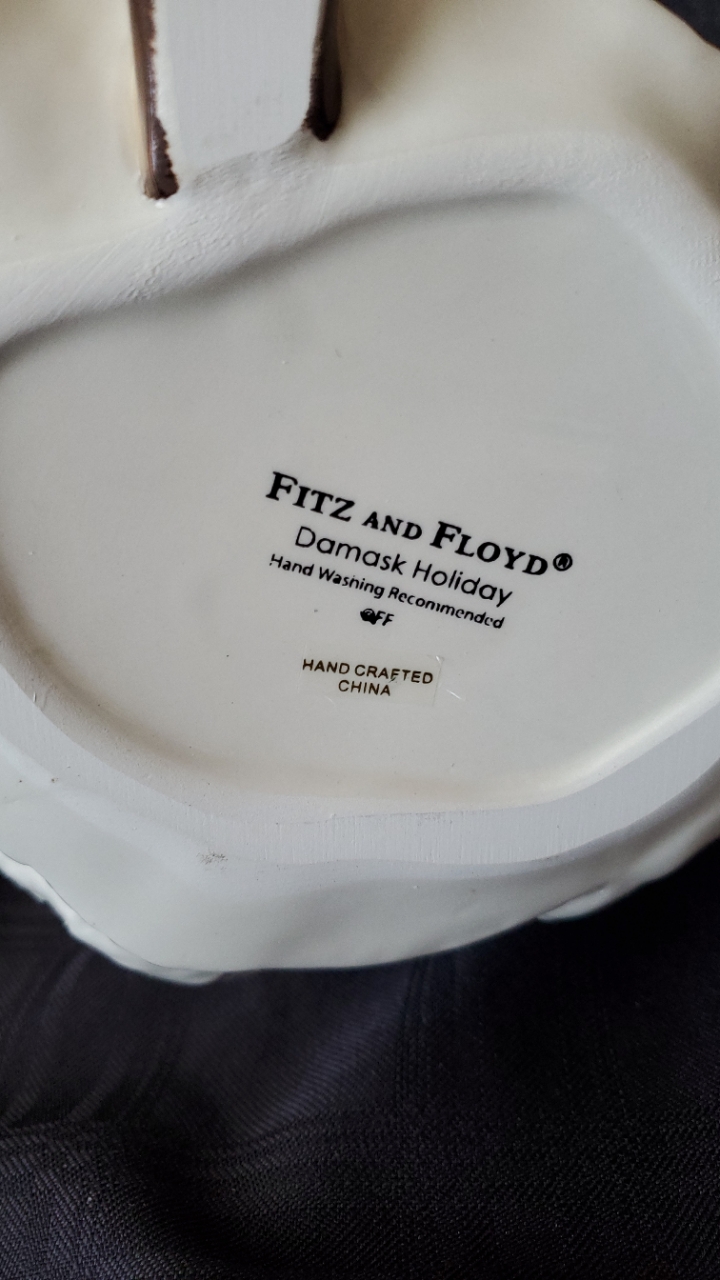 FITZ AND FLOYD®
Damask Holiday
Hand Washing Recommended
©FF
HAND CRAFTED
CHINA